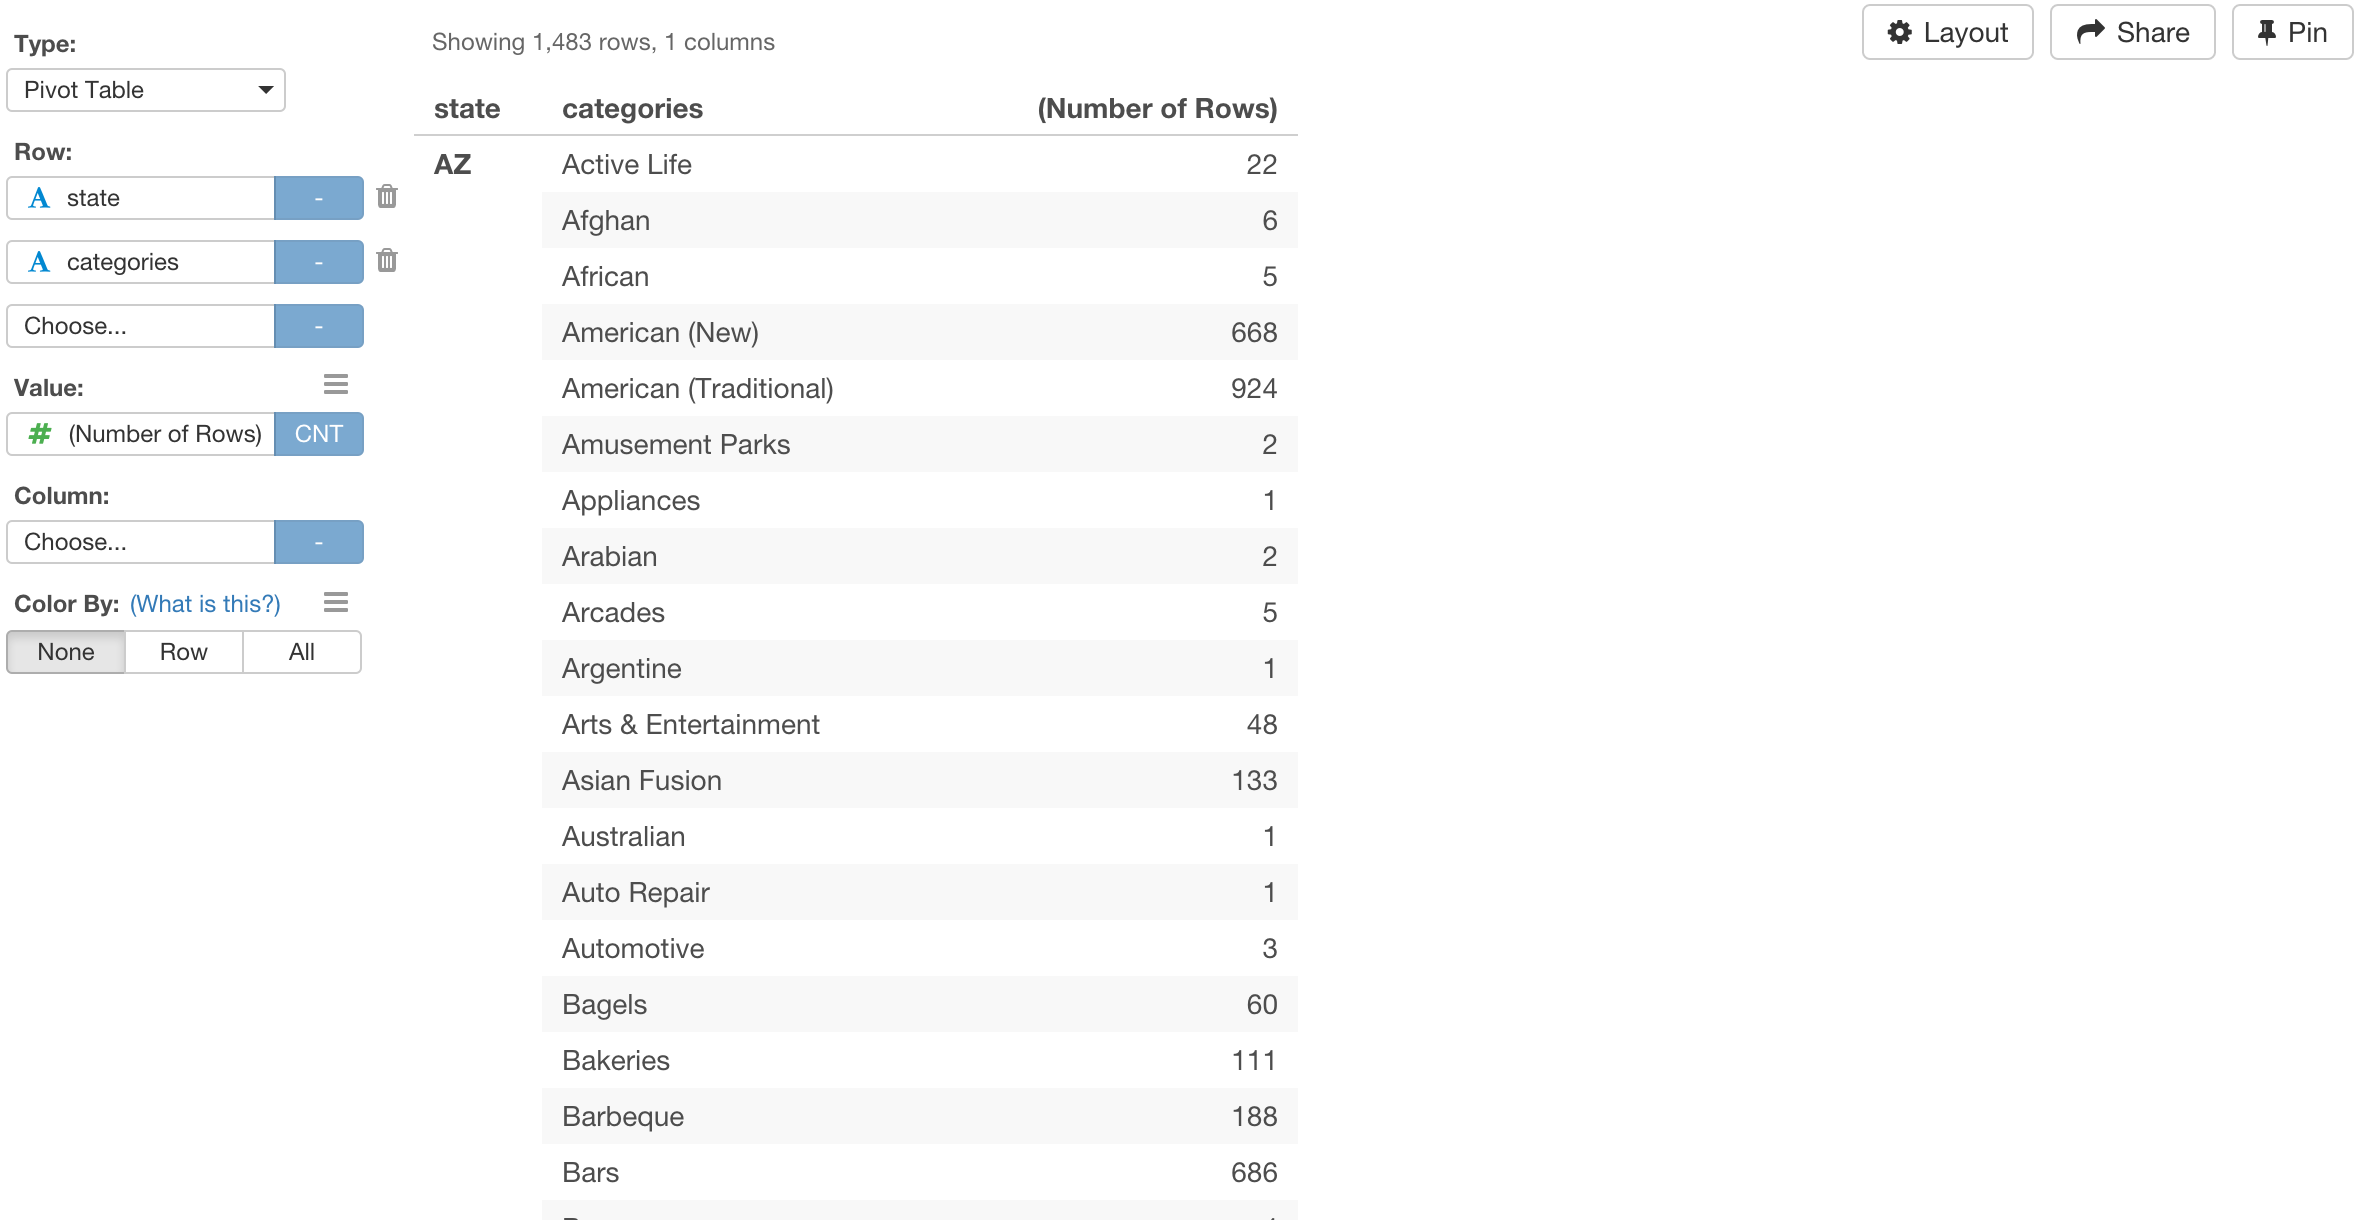 Type:
Pivot Table
Row:
A state -
A categories -
Choose... -
Value:
# (Number of Rows) CNT
Column:
Choose... -
Color By: (What is this?)
None Row All
Showing 1,483 rows, 1 columns
Layout Share Pin
state categories (Number of Rows)
AZ Active Life 22
Afghan 6
African 5
American (New) 668
American (Traditional) 924
Amusement Parks 2
Appliances 1
Arabian 2
Arcades 5
Argentine 1
Arts & Entertainment 48
Asian Fusion 133
Australian 1
Auto Repair 1
Automotive 3
Bagels 60
Bakeries 111
Barbeque 188
Bars 686